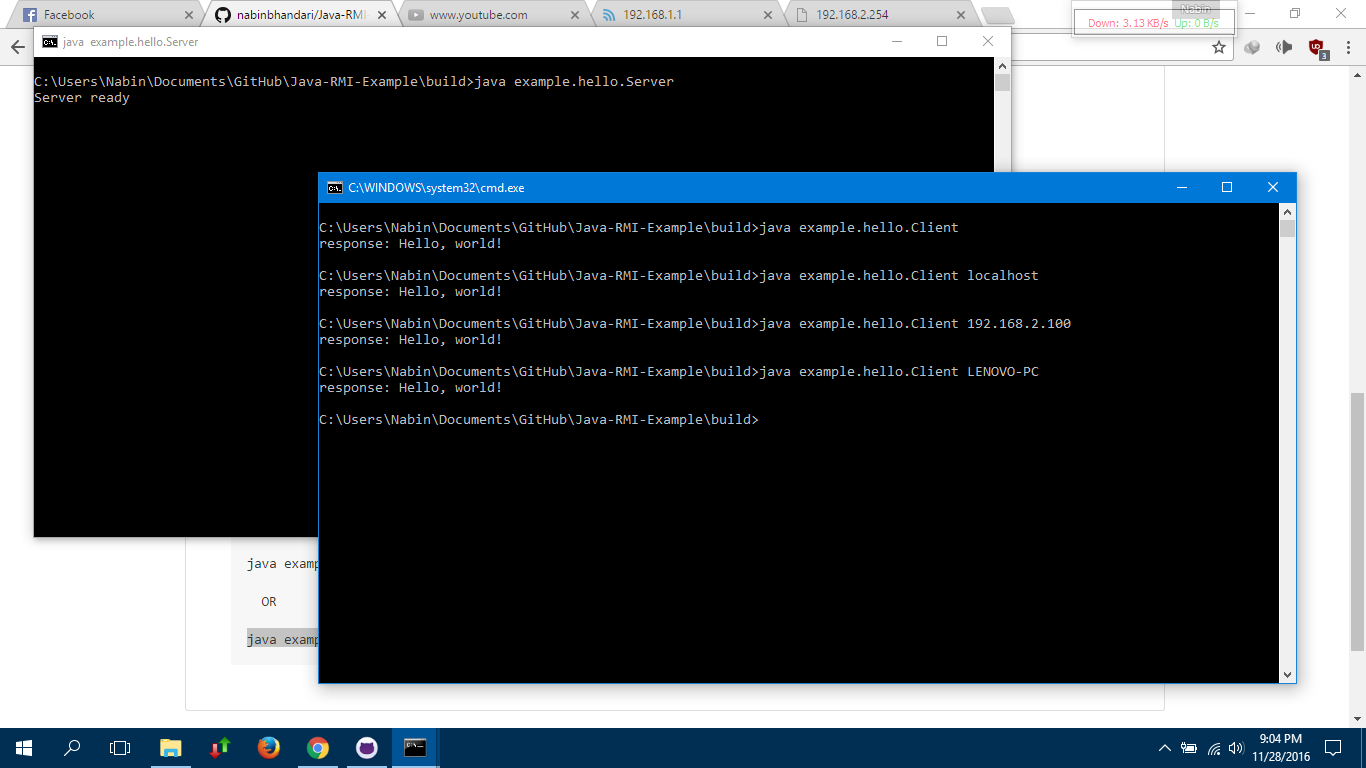 Facebook
nabinbhandari/Java-RMI-
www.youtube.com
192.168.1.1
192.168.2.254
Nabin
Down: 3.13 KB/s Up: 0 B/s
3
java example.hello.Server
C:\Users\Nabin\Documents\GitHub\Java-RMI-Example\build>java example.hello.Server
Server ready
C:\WINDOWS\system32\cmd.exe
C:\Users\Nabin\Documents\GitHub\Java-RMI-Example\build>java example.hello.Client
response: Hello, world!
C:\Users\Nabin\Documents\GitHub\Java-RMI-Example\build>java example.hello.Client localhost
response: Hello, world!
C:\Users\Nabin\Documents\GitHub\Java-RMI-Example\build>java example.hello.Client 192.168.2.100
response: Hello, world!
C:\Users\Nabin\Documents\GitHub\Java-RMI-Example\build>java example.hello.Client LENOVO-PC
response: Hello, world!
C:\Users\Nabin\Documents\GitHub\Java-RMI-Example\build>
java examp
OR
java examp
9:04 PM
11/28/2016